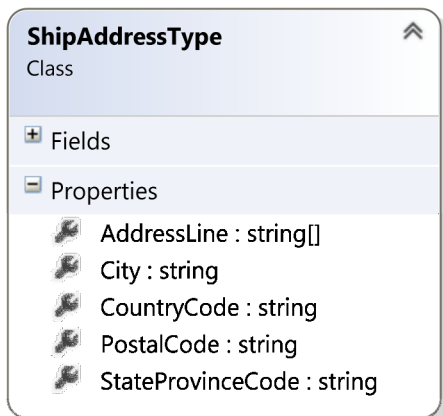 ShipAddressType
Class
Fields
Properties
AddressLine : string[]
City : string
CountryCode : string
PostalCode : string
StateProvinceCode : string